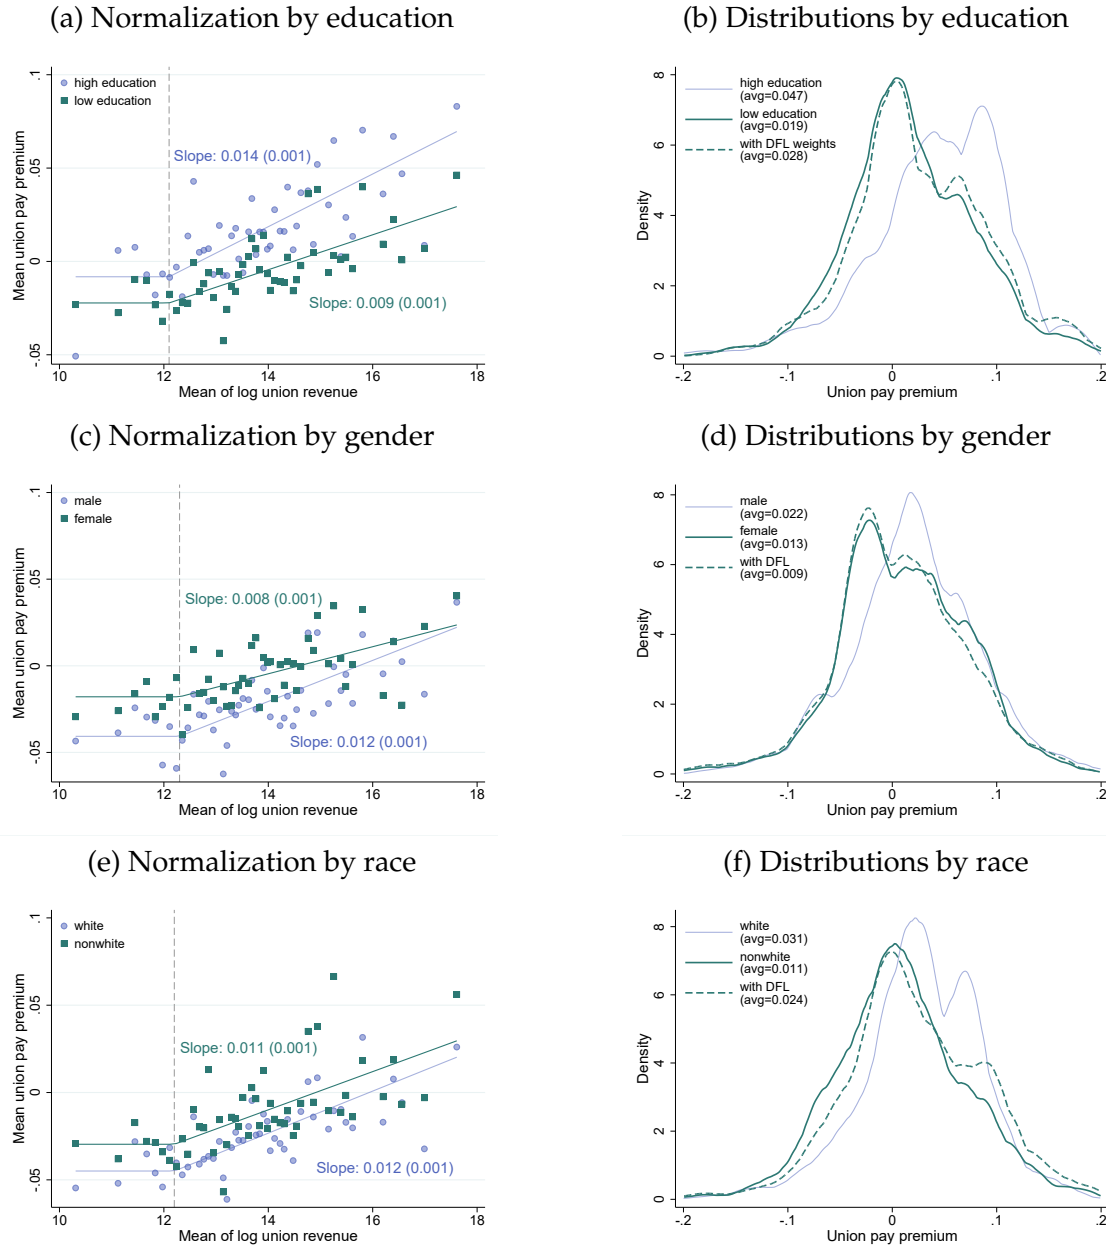 (a) Normalization by education
Mean union pay premium
.1
.05
0
-.05
high education
low education
Slope: 0.014 (0.001)
Slope: 0.009 (0.001)
10 12 14 16 18
Mean of log union revenue
(b) Distributions by education
Density
8
6
4
2
0
high education
(avg=0.047)
low education
(avg=0.019)
with DFL weights
(avg=0.028)
-.2 -.1 0 .1 .2
Union pay premium
(c) Normalization by gender
Mean union pay premium
.1
.05
0
-.05
male
female
Slope: 0.008 (0.001)
Slope: 0.012 (0.001)
10 12 14 16 18
Mean of log union revenue
(d) Distributions by gender
Density
8
6
4
2
0
male
(avg=0.022)
female
(avg=0.013)
with DFL
(avg=0.009)
-.2 -.1 0 .1 .2
Union pay premium
(e) Normalization by race
Mean union pay premium
.1
.05
0
-.05
white
nonwhite
Slope: 0.011 (0.001)
Slope: 0.012 (0.001)
10 12 14 16 18
Mean of log union revenue
(f) Distributions by race
Density
8
6
4
2
0
white
(avg=0.031)
nonwhite
(avg=0.011)
with DFL
(avg=0.024)
-.2 -.1 0 .1 .2
Union pay premium